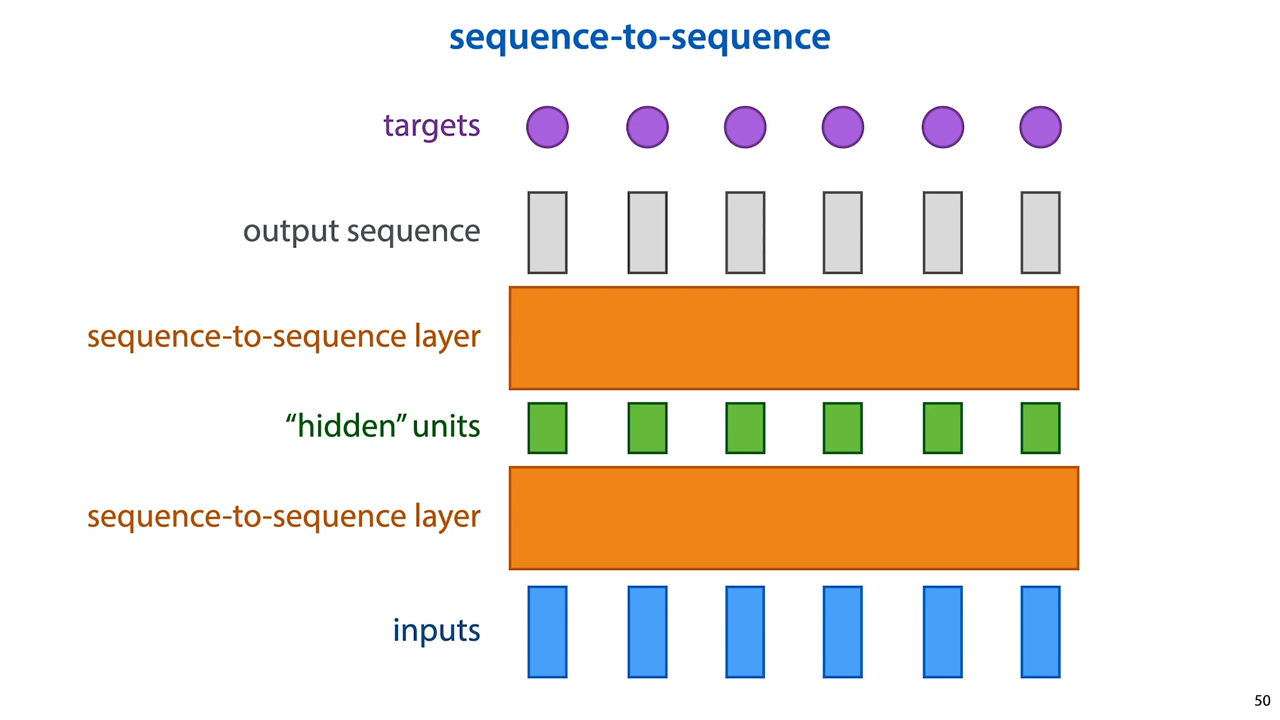 sequence-to-sequence
targets
output sequence
sequence-to-sequence layer
“hidden” units
sequence-to-sequence layer
inputs
50